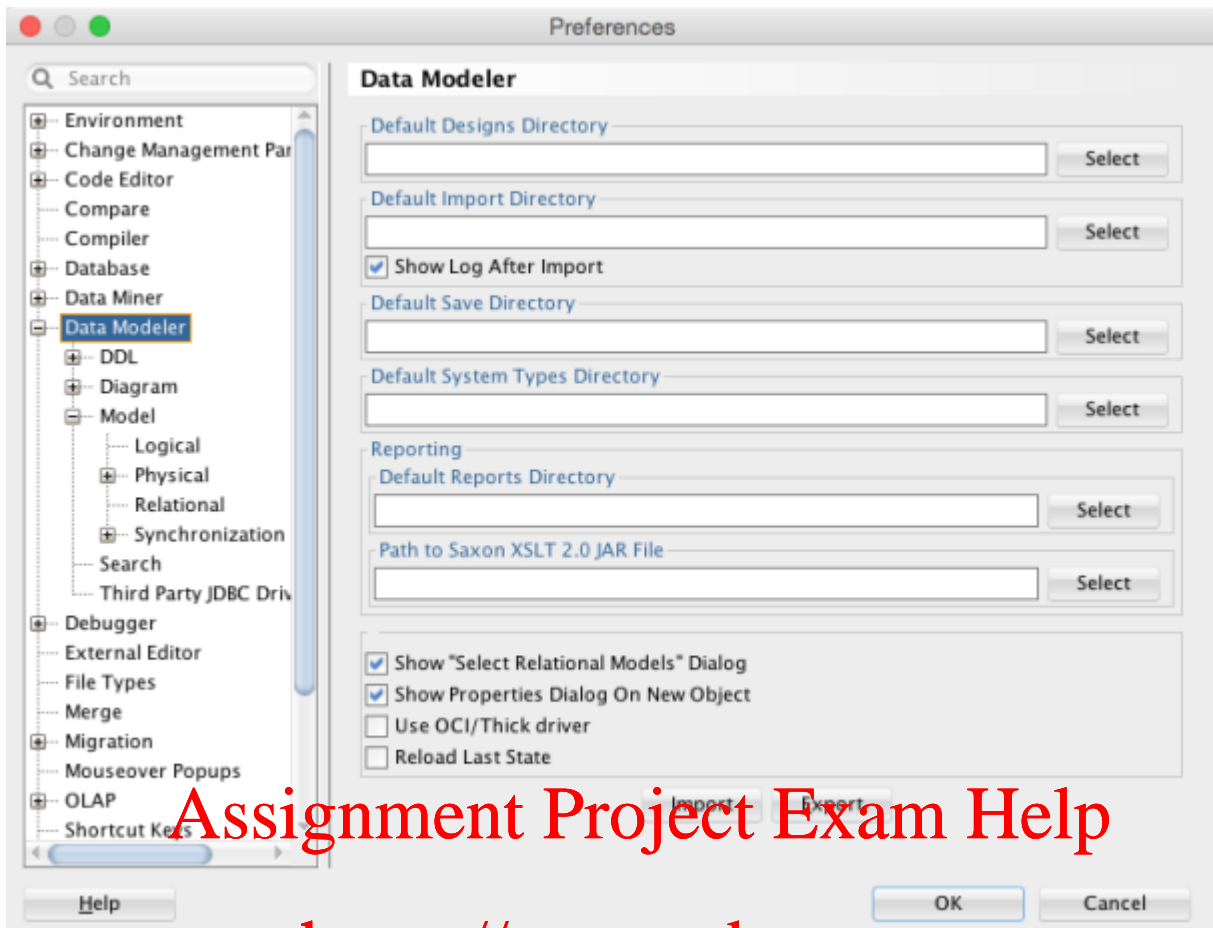 Preferences
Search
Environment
Change Management Par
Code Editor
Compare
Compiler
Database
Data Miner
Data Modeler
DDL
Diagram
Model
Logical
Physical
Relational
Synchronization
Search
Third Party JDBC Driv
Debugger
External Editor
File Types
Merge
Migration
Mouseover Popups
OLAP
Shortcut Keys
Data Modeler
Default Designs Directory
Select
Default Import Directory
Select
Show Log After Import
Default Save Directory
Select
Default System Types Directory
Select
Reporting
Default Reports Directory
Select
Path to Saxon XSLT 2.0 JAR File
Select
Show "Select Relational Models" Dialog
Show Properties Dialog On New Object
Use OCI/Thick driver
Reload Last State
Import Export
Assignment Project Exam Help
Help OK Cancel